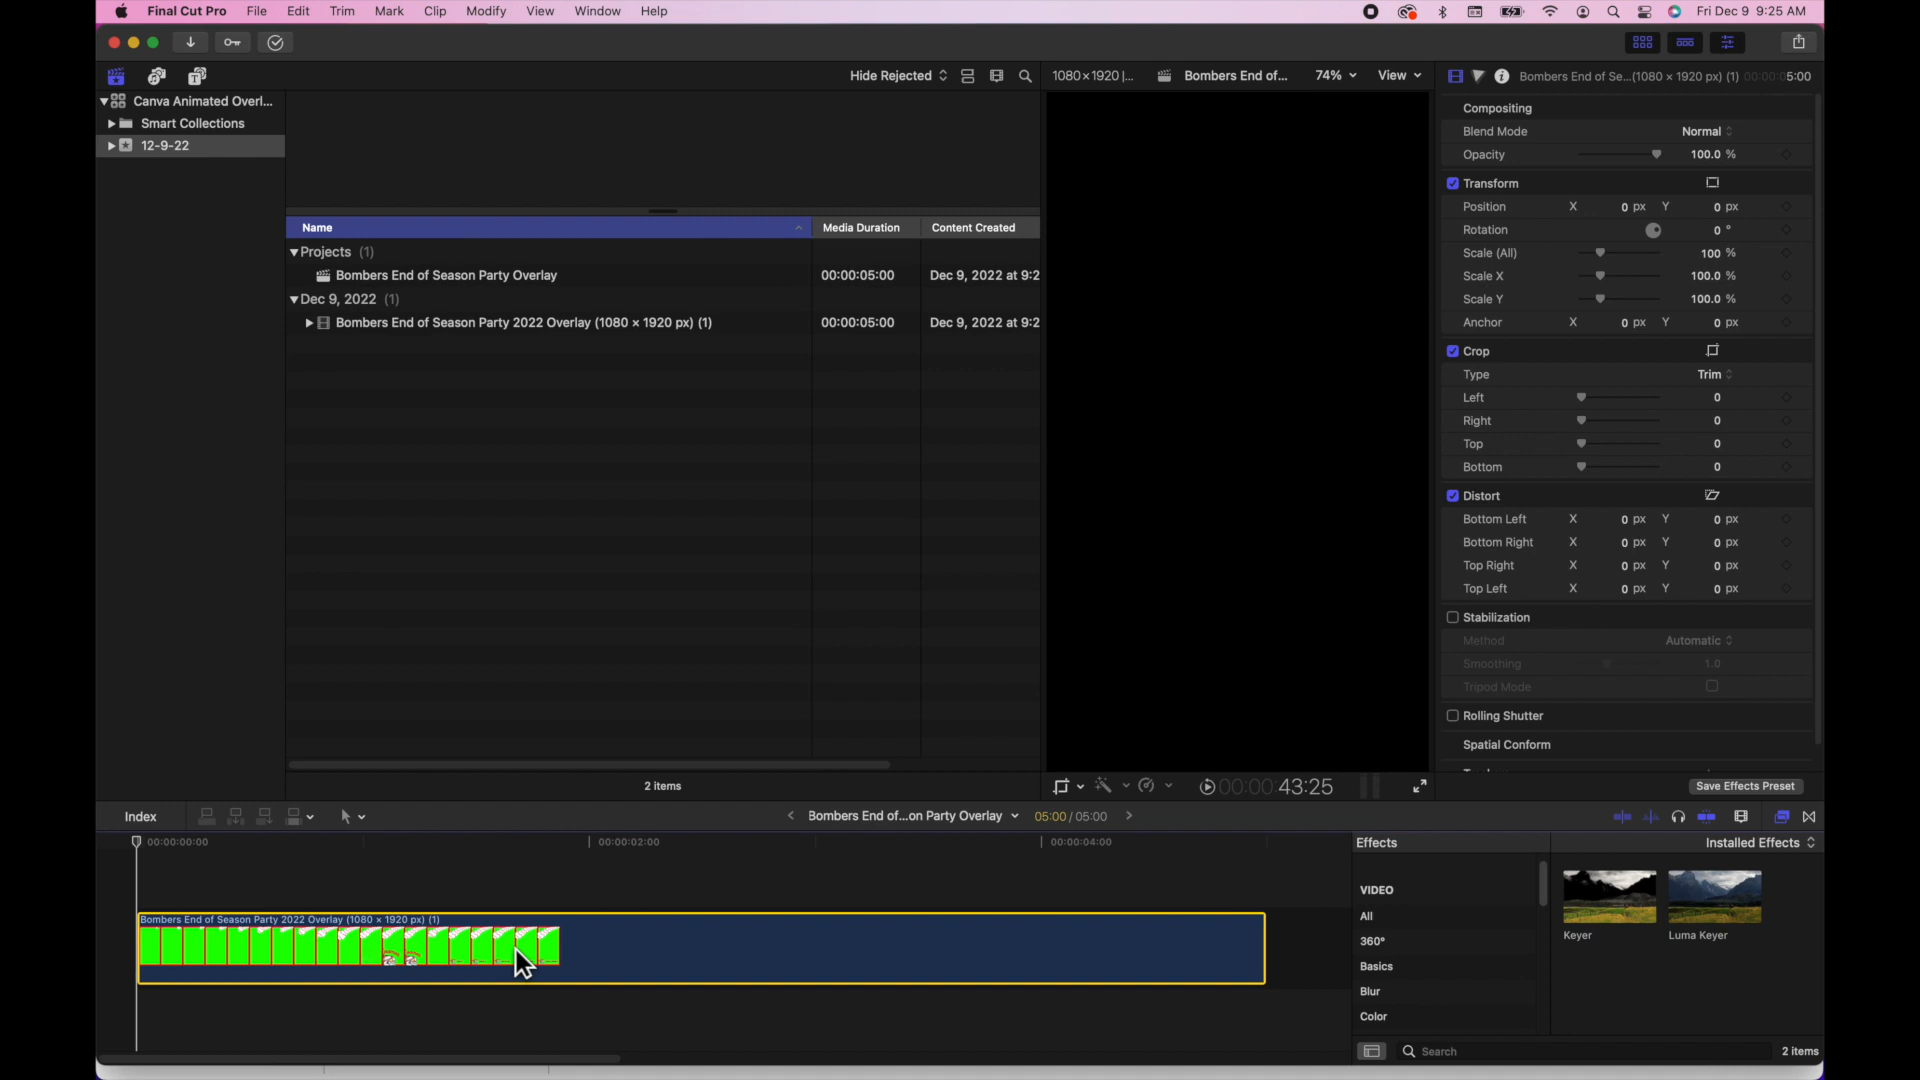 Final Cut Pro File Edit Trim Mark Clip Modify View Window Help Fri Dec 9 9:25 AM
Hide Rejected 1080×1920 |... Bombers End of... 74% View Bombers End of Se...(1080 × 1920 px) (1) 00:00:05:00
Canva Animated Overl...
Smart Collections
12-9-22
Name Media Duration Content Created
Projects (1)
Bombers End of Season Party Overlay 00:00:05:00 Dec 9, 2022 at 9:2
Dec 9, 2022 (1)
Bombers End of Season Party 2022 Overlay (1080 × 1920 px) (1) 00:00:05:00 Dec 9, 2022 at 9:2
2 items
00:00:43:25
Compositing
Blend Mode Normal
Opacity 100.0 %
Transform
Position X 0 px Y 0 px
Rotation 0 °
Scale (All) 100 %
Scale X 100.0 %
Scale Y 100.0 %
Anchor X 0 px Y 0 px
Crop
Type Trim
Left 0
Right 0
Top 0
Bottom 0
Distort
Bottom Left X 0 px Y 0 px
Bottom Right X 0 px Y 0 px
Top Right X 0 px Y 0 px
Top Left X 0 px Y 0 px
Stabilization
Method Automatic
Smoothing 1.0
Tripod Mode
Rolling Shutter
Spatial Conform
Save Effects Preset
Index Bombers End of...on Party Overlay 05:00 / 05:00
00:00:00:00 00:00:02:00 00:00:04:00
Bombers End of Season Party 2022 Overlay (1080 × 1920 px) (1)
Effects Installed Effects
VIDEO
All
360°
Basics
Blur
Color
Keyer Luma Keyer
Search 2 items